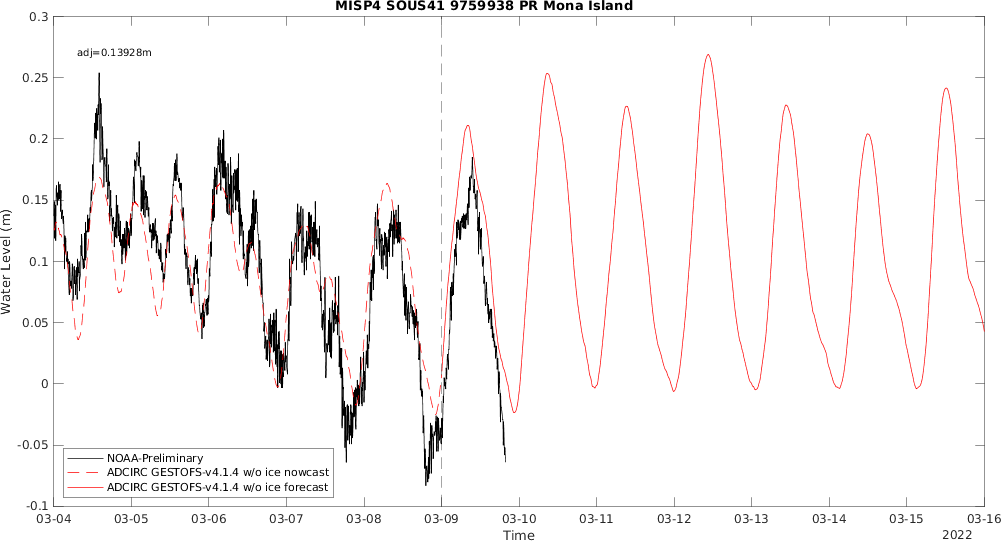 MISP4 SOUS41 9759938 PR Mona Island
adj=0.13928m
0.3
0.25
0.2
0.15
0.1
0.05
0
-0.05
-0.1
Water Level (m)
NOAA-Preliminary
ADCIRC GESTOFS-v4.1.4 w/o ice nowcast
ADCIRC GESTOFS-v4.1.4 w/o ice forecast
03-04 03-05 03-06 03-07 03-08 03-09 03-10 03-11 03-12 03-13 03-14 03-15 03-16
Time
2022